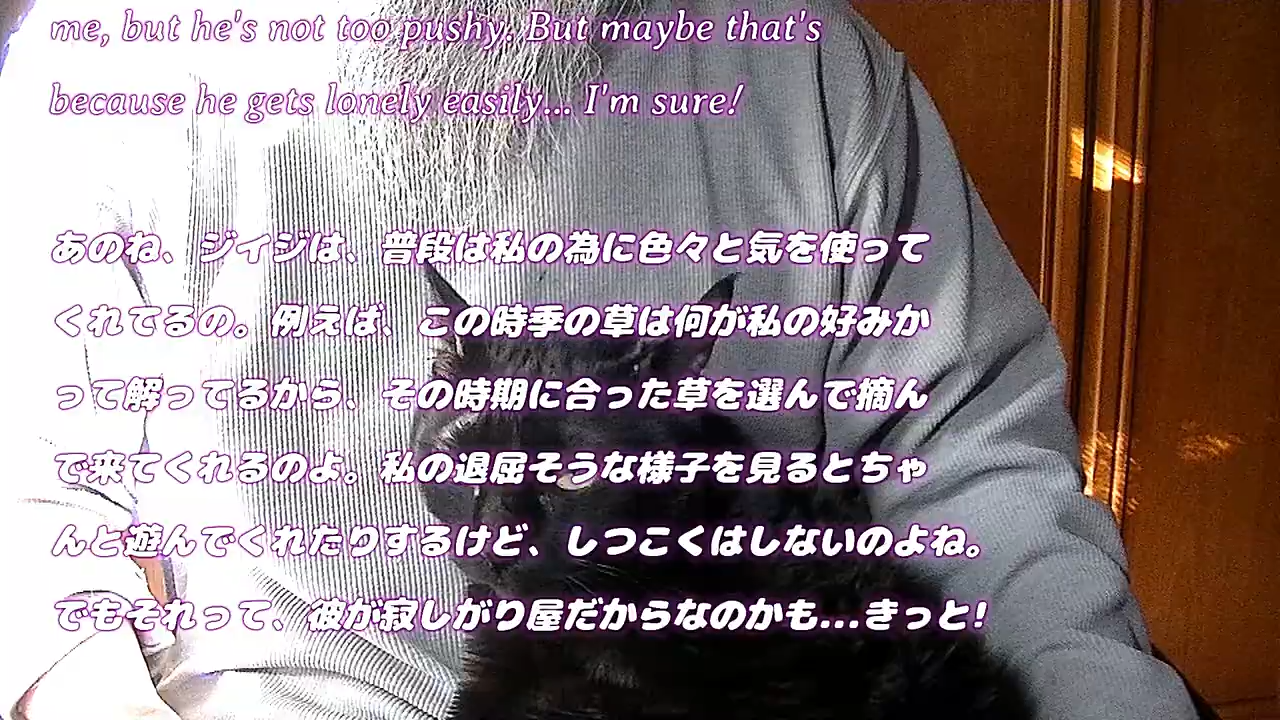 me, but he's not too pushy. But maybe that's
because he gets lonely easily... I'm sure!
あのね、ジイジは、普段は私の為に色々と気を使って
くれてるの。例えば、この時季の草は何が私の好みか
って解ってるから、その時期に合った草を選んで摘ん
で来てくれるのよ。私の退屈そうな様子を見るとちゃ
んと遊んでくれたりするけど、しつこくはしないのよね。
でもそれって、彼が寂しがり屋だからなのかも...きっと!